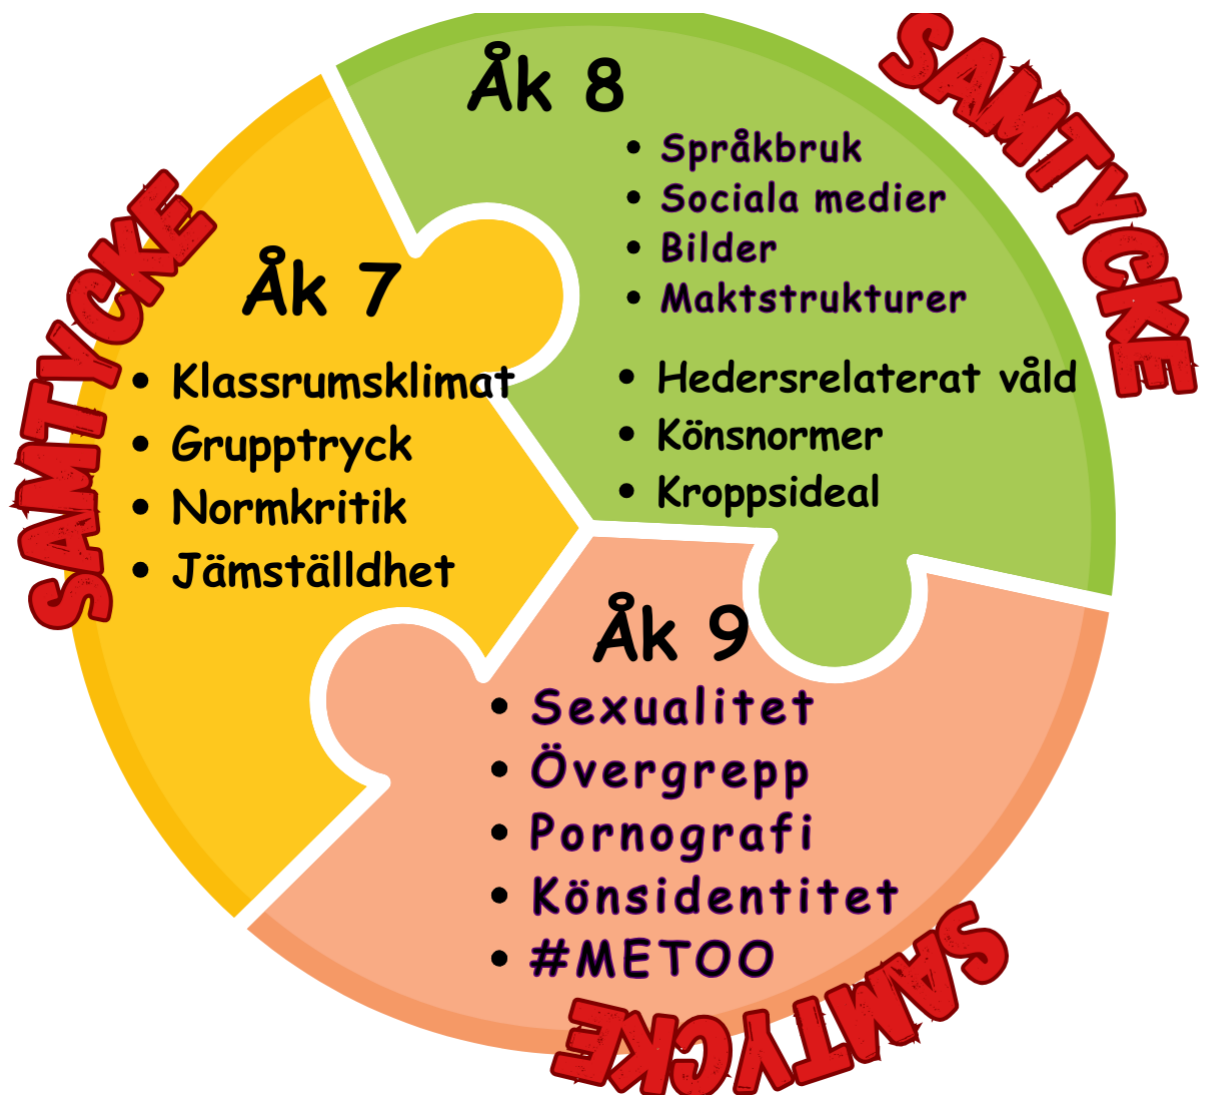 Åk 8
• Språkbruk
• Sociala medier
• Bilder
• Maktstrukturer
• Hedersrelaterat våld
• Könsnormer
• Kroppsideal
SAMTYCKE
Åk 7
• Klassrumsklimat
• Grupptryck
• Normkritik
• Jämställdhet
SAMTYCKE
Åk 9
• Sexualitet
• Övergrepp
• Pornografi
• Könsidentitet
• #METOO
SAMTYCKE